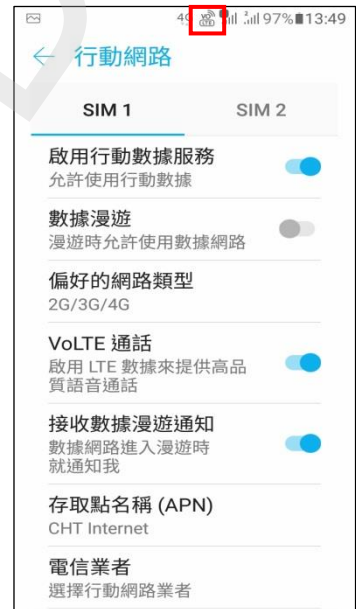 4G VoLTE 97% 13:49
行動網路
SIM 1 SIM 2
啟用行動數據服務
允許使用行動數據
數據漫遊
漫遊時允許使用數據網路
偏好的網路類型
2G/3G/4G
VoLTE 通話
啟用 LTE 數據來提供高品
質語音通話
接收數據漫遊通知
數據網路進入漫遊時
就通知我
存取點名稱 (APN)
CHT Internet
電信業者
選擇行動網路業者